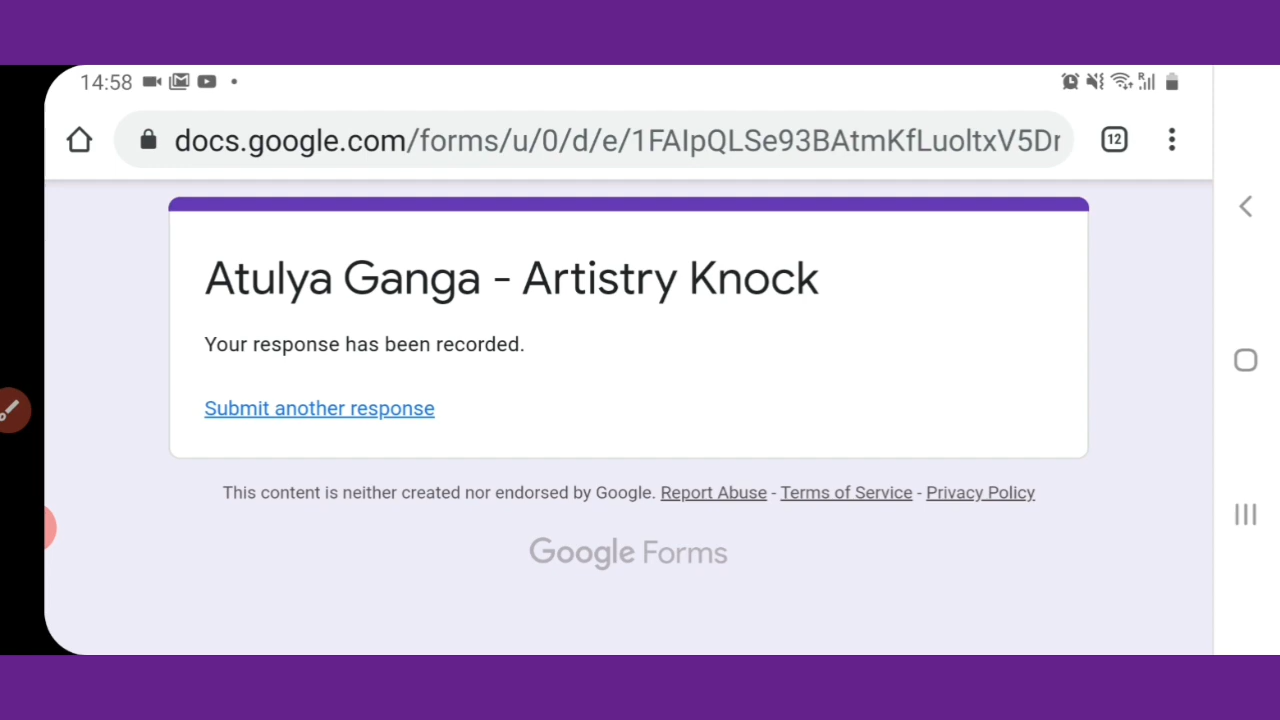 14:58
docs.google.com/forms/u/0/d/e/1FAIpQLSe93BAtmKfLuoltxV5Dr
12
Atulya Ganga - Artistry Knock
Your response has been recorded.
Submit another response
This content is neither created nor endorsed by Google. Report Abuse - Terms of Service - Privacy Policy
Google Forms